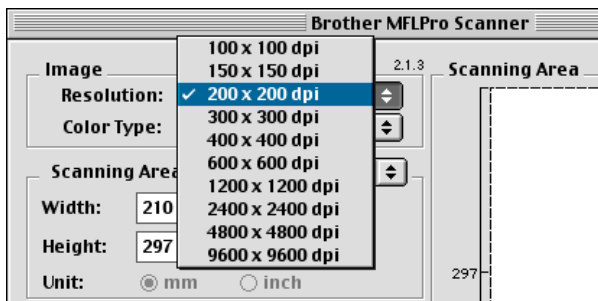 Brother MFLPro Scanner
Image
2.1.3
Resolution:
Color Type:
100 x 100 dpi
150 x 150 dpi
✓ 200 x 200 dpi
300 x 300 dpi
400 x 400 dpi
600 x 600 dpi
1200 x 1200 dpi
2400 x 2400 dpi
4800 x 4800 dpi
9600 x 9600 dpi
Scanning Area
Width: 210
Height: 297
Unit: mm inch
Scanning Area
297